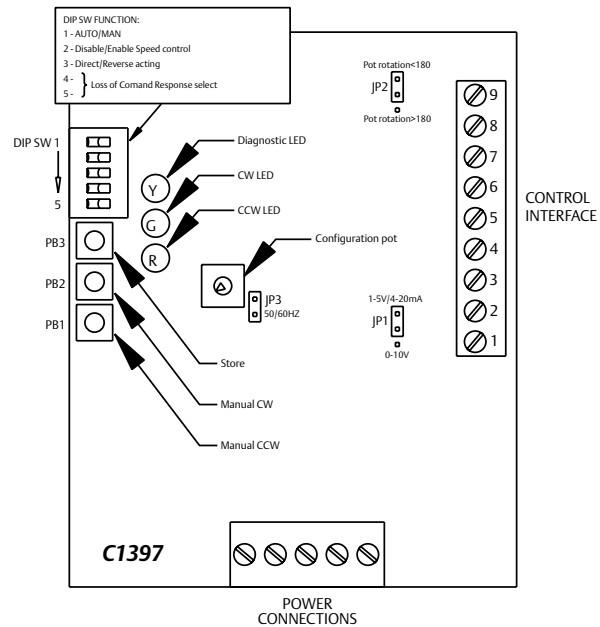 DIP SW FUNCTION:
1 - AUTO/MAN
2 - Disable/Enable Speed control
3 - Direct/Reverse acting
4 -
5 -
Loss of Comand Response select
Pot rotation<180
JP2
Pot rotation>180
9
8
7
6
5
4
3
2
1
CONTROL
INTERFACE
DIP SW 1
5
Diagnostic LED
Y
CW LED
G
CCW LED
R
PB3
PB2
PB1
Configuration pot
JP3
50/60HZ
1-5V/4-20mA
JP1
0-10V
Store
Manual CW
Manual CCW
C1397
POWER
CONNECTIONS